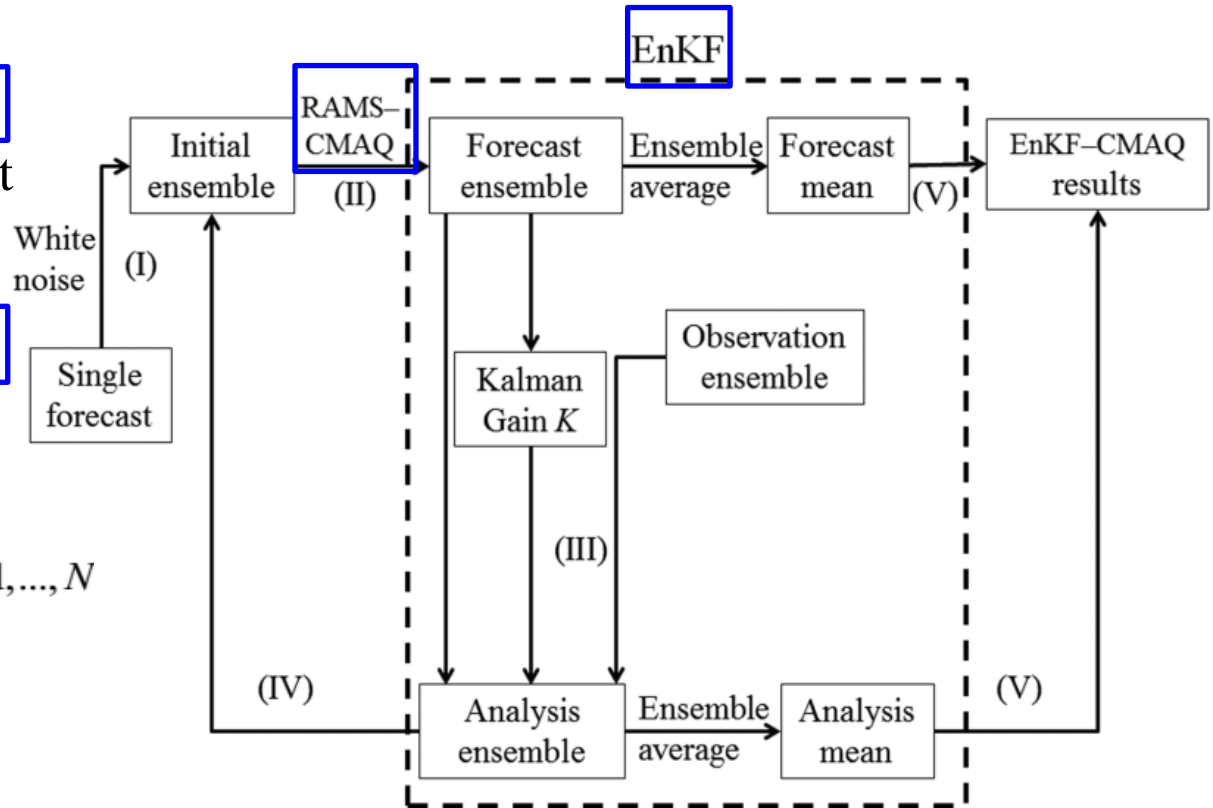 EnKF
RAMS–
CMAQ
Initial
ensemble
(II)
Forecast
ensemble
Ensemble
average
Forecast
mean
(V)
EnKF–CMAQ
results
t
White
noise
(I)
Single
forecast
Kalman
Gain K
Observation
ensemble
(III)
,..., N
(IV)
Analysis
ensemble
Ensemble
average
Analysis
mean
(V)